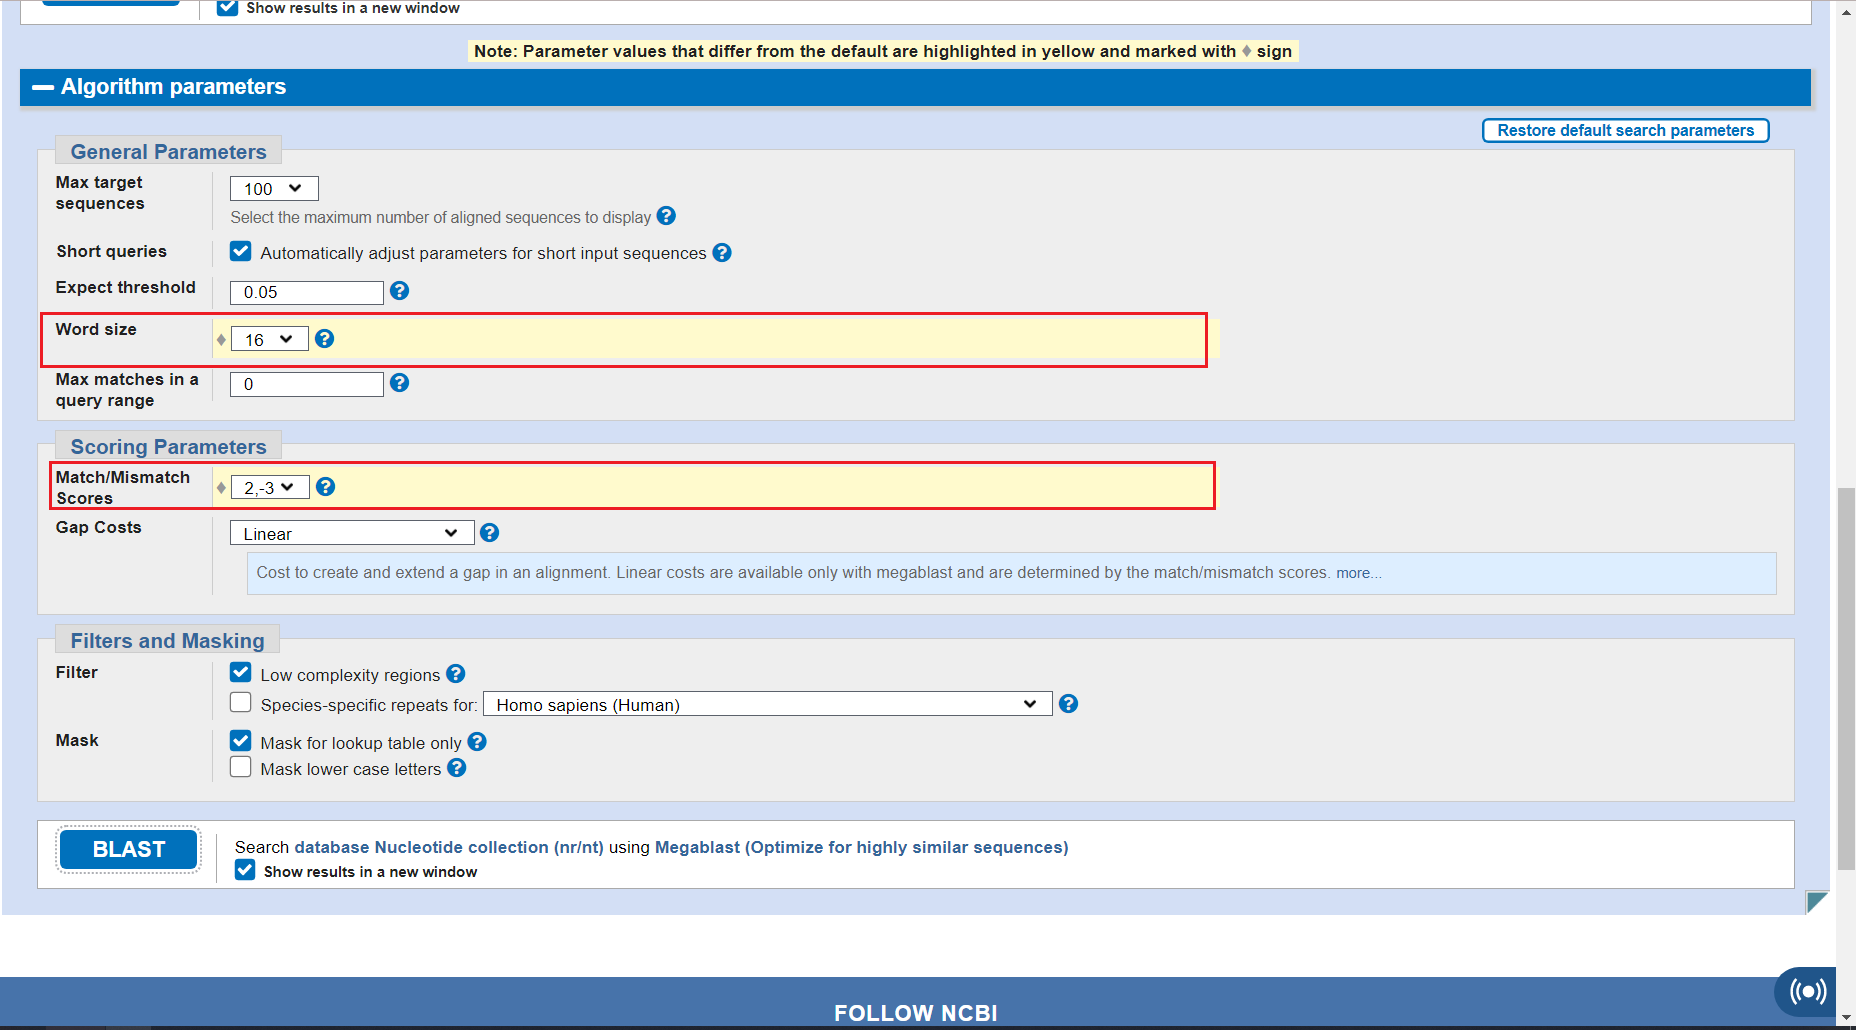 Show results in a new window
Note: Parameter values that differ from the default are highlighted in yellow and marked with ♦ sign
Algorithm parameters
Restore default search parameters
General Parameters
Max target
sequences
100
Select the maximum number of aligned sequences to display ?
Short queries
Automatically adjust parameters for short input sequences ?
Expect threshold
0.05 ?
Word size
♦ 16 ?
Max matches in a
query range
0 ?
Scoring Parameters
Match/Mismatch
Scores
♦ 2,-3 ?
Gap Costs
Linear ?
Cost to create and extend a gap in an alignment. Linear costs are available only with megablast and are determined by the match/mismatch scores. more...
Filters and Masking
Filter
Low complexity regions ?
Species-specific repeats for: Homo sapiens (Human) ?
Mask
Mask for lookup table only ?
Mask lower case letters ?
BLAST
Search database Nucleotide collection (nr/nt) using Megablast (Optimize for highly similar sequences)
Show results in a new window
FOLLOW NCBI